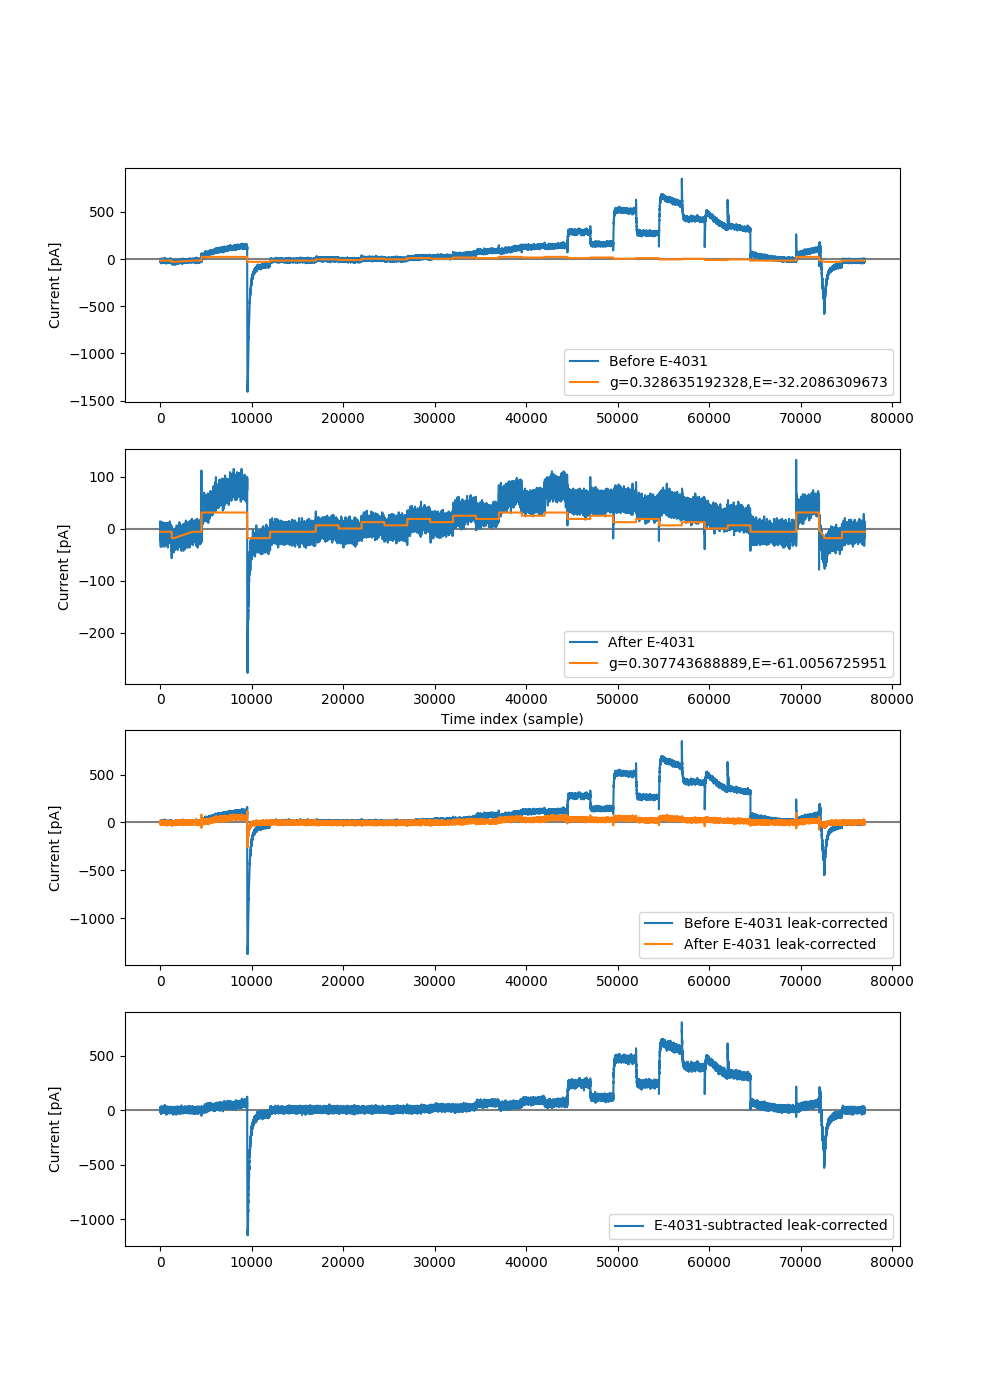 500
0
−500
−1000
−1500
Current [pA]
Before E-4031
g=0.328635192328,E=-32.2086309673
0 10000 20000 30000 40000 50000 60000 70000 80000
100
0
−100
−200
Current [pA]
After E-4031
g=0.307743688889,E=-61.0056725951
0 10000 20000 30000 40000 50000 60000 70000 80000
Time index (sample)
500
0
−500
−1000
Current [pA]
Before E-4031 leak-corrected
After E-4031 leak-corrected
0 10000 20000 30000 40000 50000 60000 70000 80000
500
0
−500
−1000
Current [pA]
E-4031-subtracted leak-corrected
0 10000 20000 30000 40000 50000 60000 70000 80000